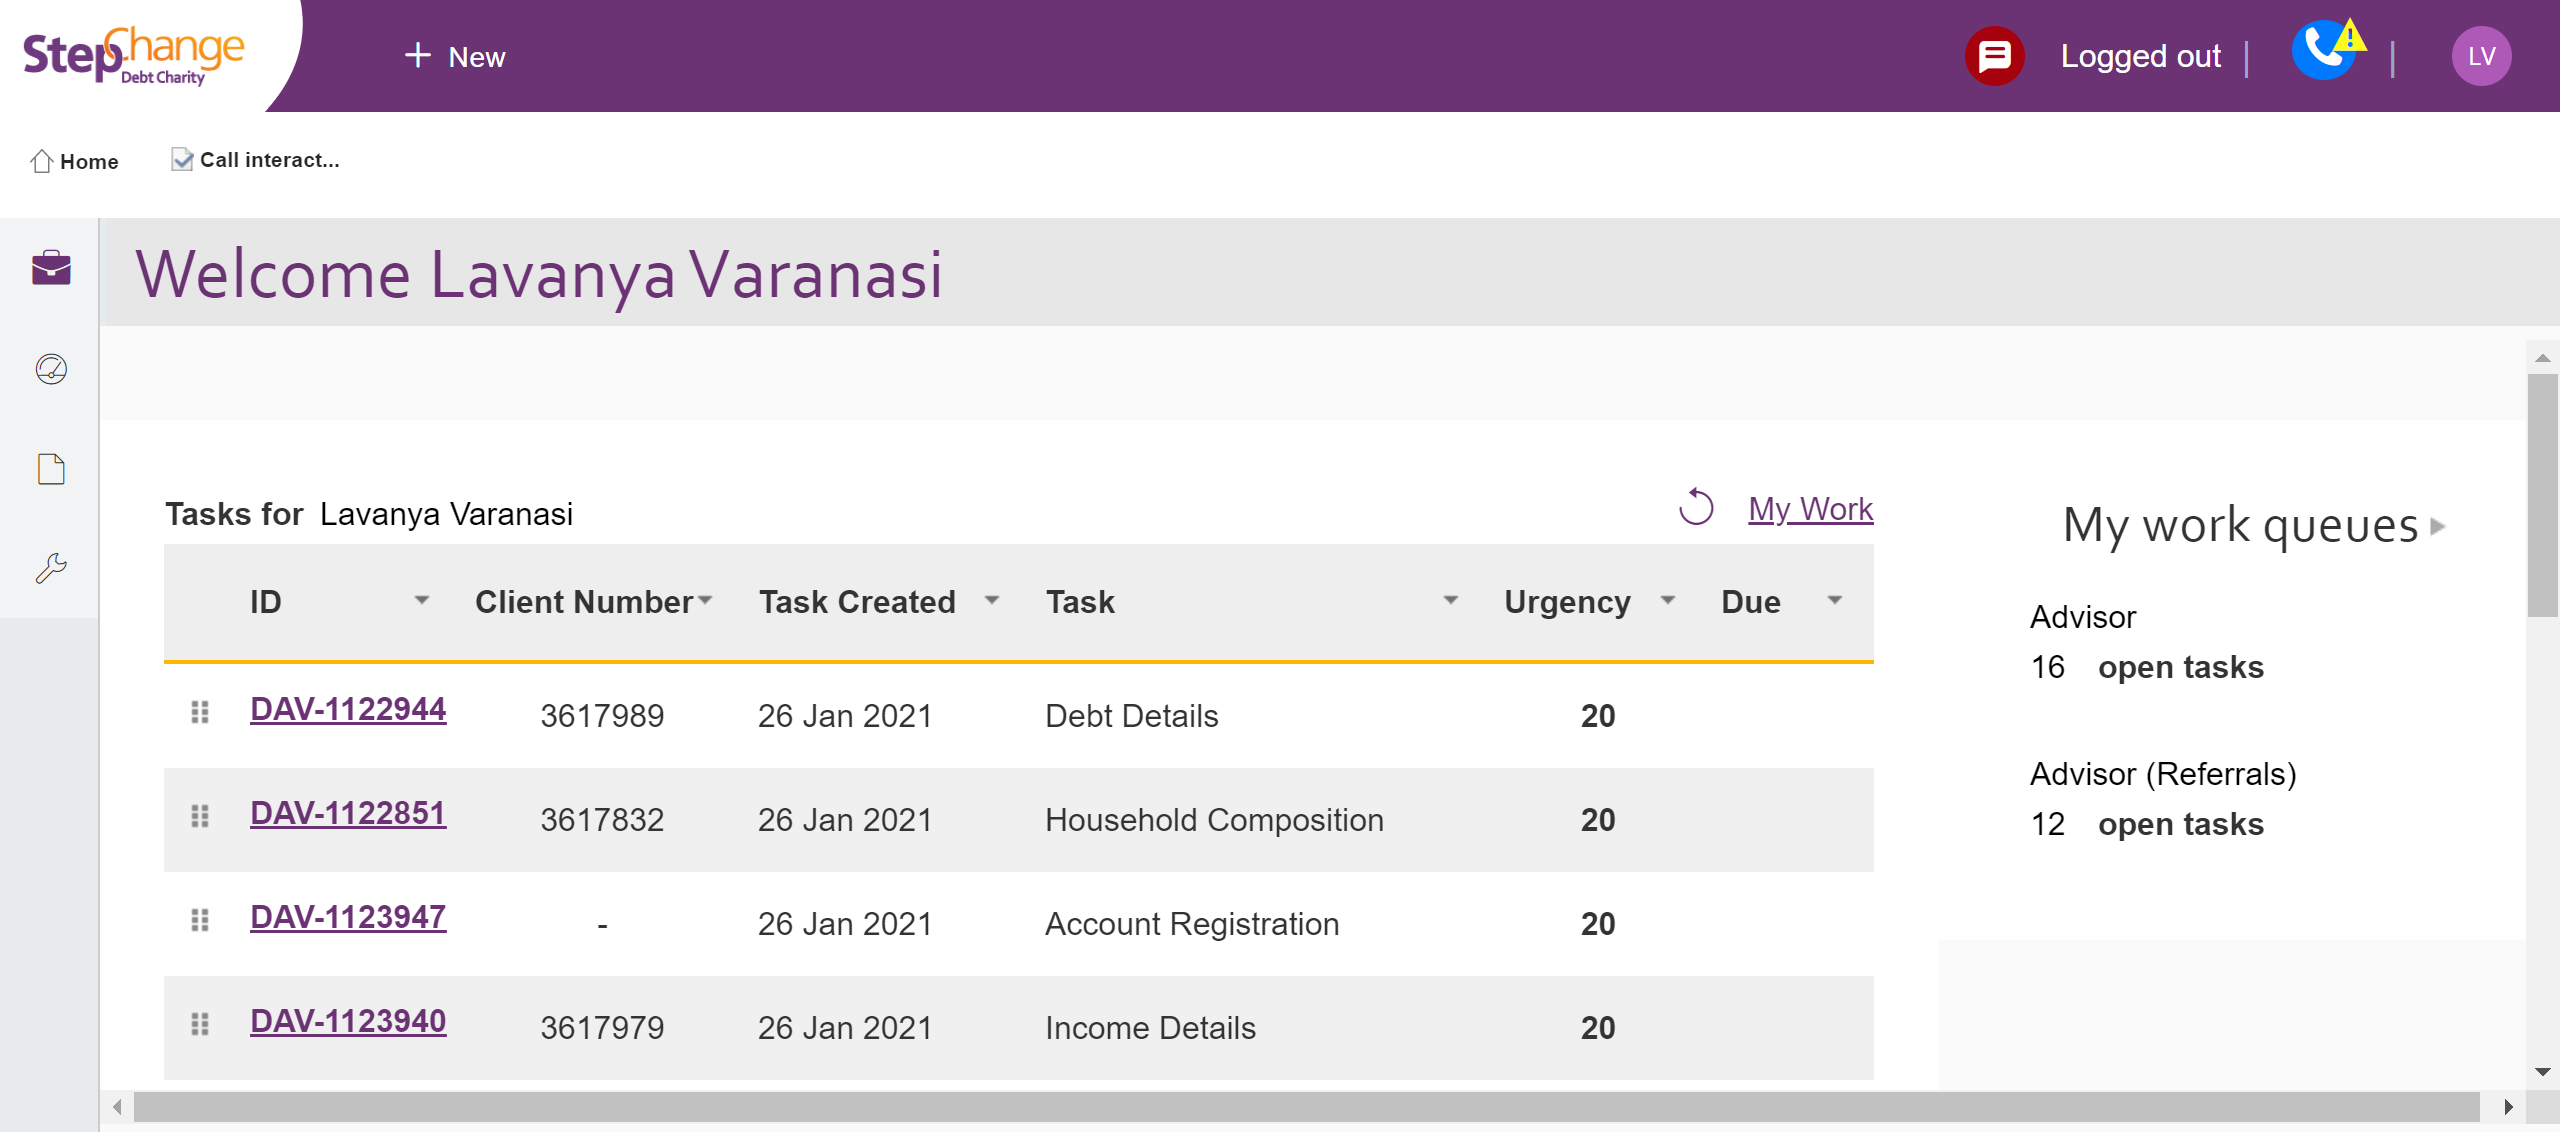 StepChange
Debt Charity
+ New
Logged out
LV
Home
Call interact...
Welcome Lavanya Varanasi
Tasks for Lavanya Varanasi
My Work
ID Client Number Task Created Task Urgency Due
DAV-1122944 3617989 26 Jan 2021 Debt Details 20
DAV-1122851 3617832 26 Jan 2021 Household Composition 20
DAV-1123947 - 26 Jan 2021 Account Registration 20
DAV-1123940 3617979 26 Jan 2021 Income Details 20
My work queues
Advisor
16 open tasks
Advisor (Referrals)
12 open tasks